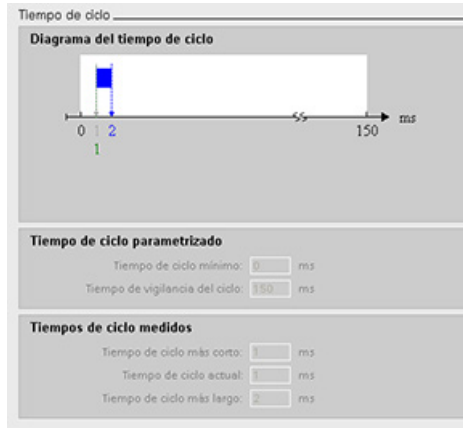 Tiempo de ciclo
Diagrama del tiempo de ciclo
ms
0 1 2 150
1
Tiempo de ciclo parametrizado
Tiempo de ciclo mínimo: 0 ms
Tiempo de vigilancia del ciclo: 150 ms
Tiempos de ciclo medidos
Tiempo de ciclo más corto: 1 ms
Tiempo de ciclo actual: 1 ms
Tiempo de ciclo más largo: 2 ms